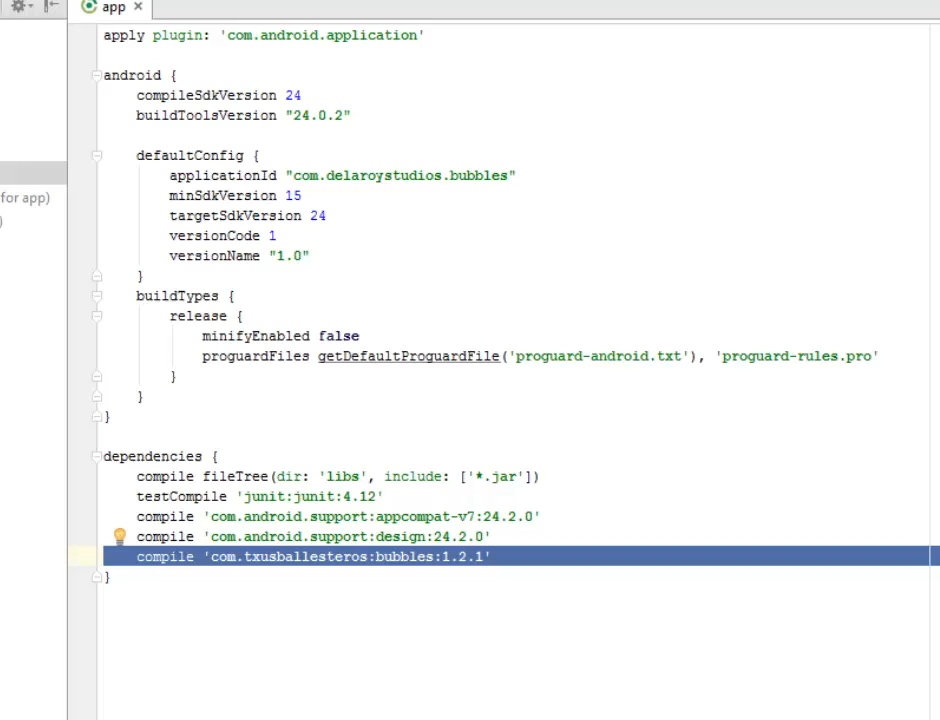 app
apply plugin: 'com.android.application'
android {
compileSdkVersion 24
buildToolsVersion "24.0.2"
defaultConfig {
applicationId "com.delaroystudios.bubbles"
minSdkVersion 15
targetSdkVersion 24
versionCode 1
versionName "1.0"
}
buildTypes {
release {
minifyEnabled false
proguardFiles getDefaultProguardFile('proguard-android.txt'), 'proguard-rules.pro'
}
}
}
dependencies {
compile fileTree(dir: 'libs', include: ['*.jar'])
testCompile 'junit:junit:4.12'
compile 'com.android.support:appcompat-v7:24.2.0'
compile 'com.android.support:design:24.2.0'
compile 'com.txusballesteros:bubbles:1.2.1'
}
for app)
)